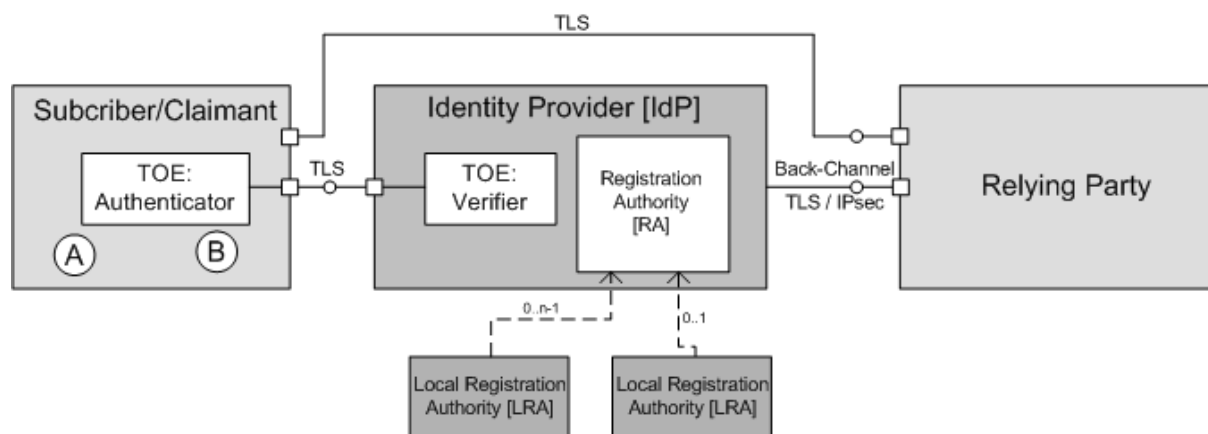 TLS
Subcriber/Claimant
TOE:
Authenticator
A
B
TLS
Identity Provider [IdP]
TOE:
Verifier
Registration
Authority
[RA]
Back-Channel
TLS / IPsec
Relying Party
0..n-1
0..1
Local Registration
Authority [LRA]
Local Registration
Authority [LRA]